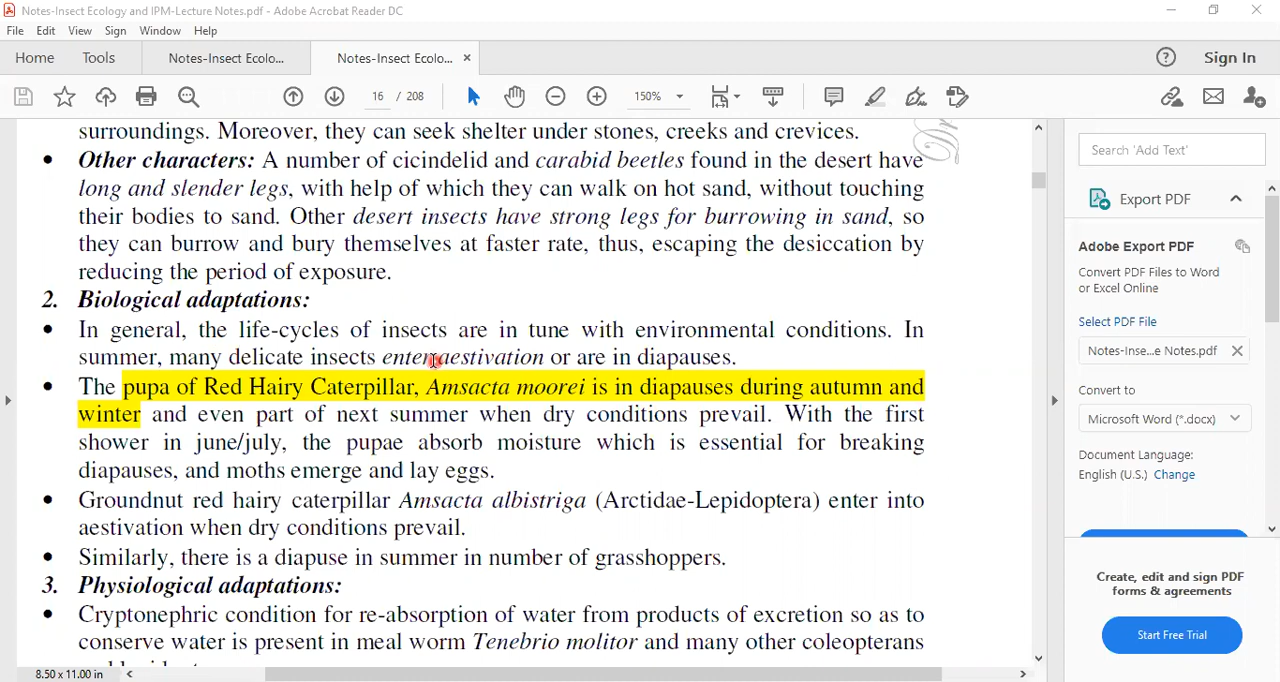 Notes-Insect Ecology and IPM-Lecture Notes.pdf - Adobe Acrobat Reader DC
File Edit View Sign Window Help
Home Tools Notes-Insect Ecolo... Notes-Insect Ecolo... × Sign In
16 / 208 150%
surroundings. Moreover, they can seek shelter under stones, creeks and crevices.
• Other characters: A number of cicindelid and carabid beetles found in the desert have
long and slender legs, with help of which they can walk on hot sand, without touching
their bodies to sand. Other desert insects have strong legs for burrowing in sand, so
they can burrow and bury themselves at faster rate, thus, escaping the desiccation by
reducing the period of exposure.
2. Biological adaptations:
• In general, the life-cycles of insects are in tune with environmental conditions. In
summer, many delicate insects enter aestivation or are in diapauses.
• The pupa of Red Hairy Caterpillar, Amsacta moorei is in diapauses during autumn and
winter and even part of next summer when dry conditions prevail. With the first
shower in june/july, the pupae absorb moisture which is essential for breaking
diapauses, and moths emerge and lay eggs.
• Groundnut red hairy caterpillar Amsacta albistriga (Arctidae-Lepidoptera) enter into
aestivation when dry conditions prevail.
• Similarly, there is a diapuse in summer in number of grasshoppers.
3. Physiological adaptations:
• Cryptonephric condition for re-absorption of water from products of excretion so as to
conserve water is present in meal worm Tenebrio molitor and many other coleopterans
8.50 x 11.00 in
Dr
Search 'Add Text'
Export PDF
Adobe Export PDF
Convert PDF Files to Word
or Excel Online
Select PDF File
Notes-Inse...e Notes.pdf
Convert to
Microsoft Word (*.docx)
Document Language:
English (U.S.) Change
Create, edit and sign PDF
forms & agreements
Start Free Trial